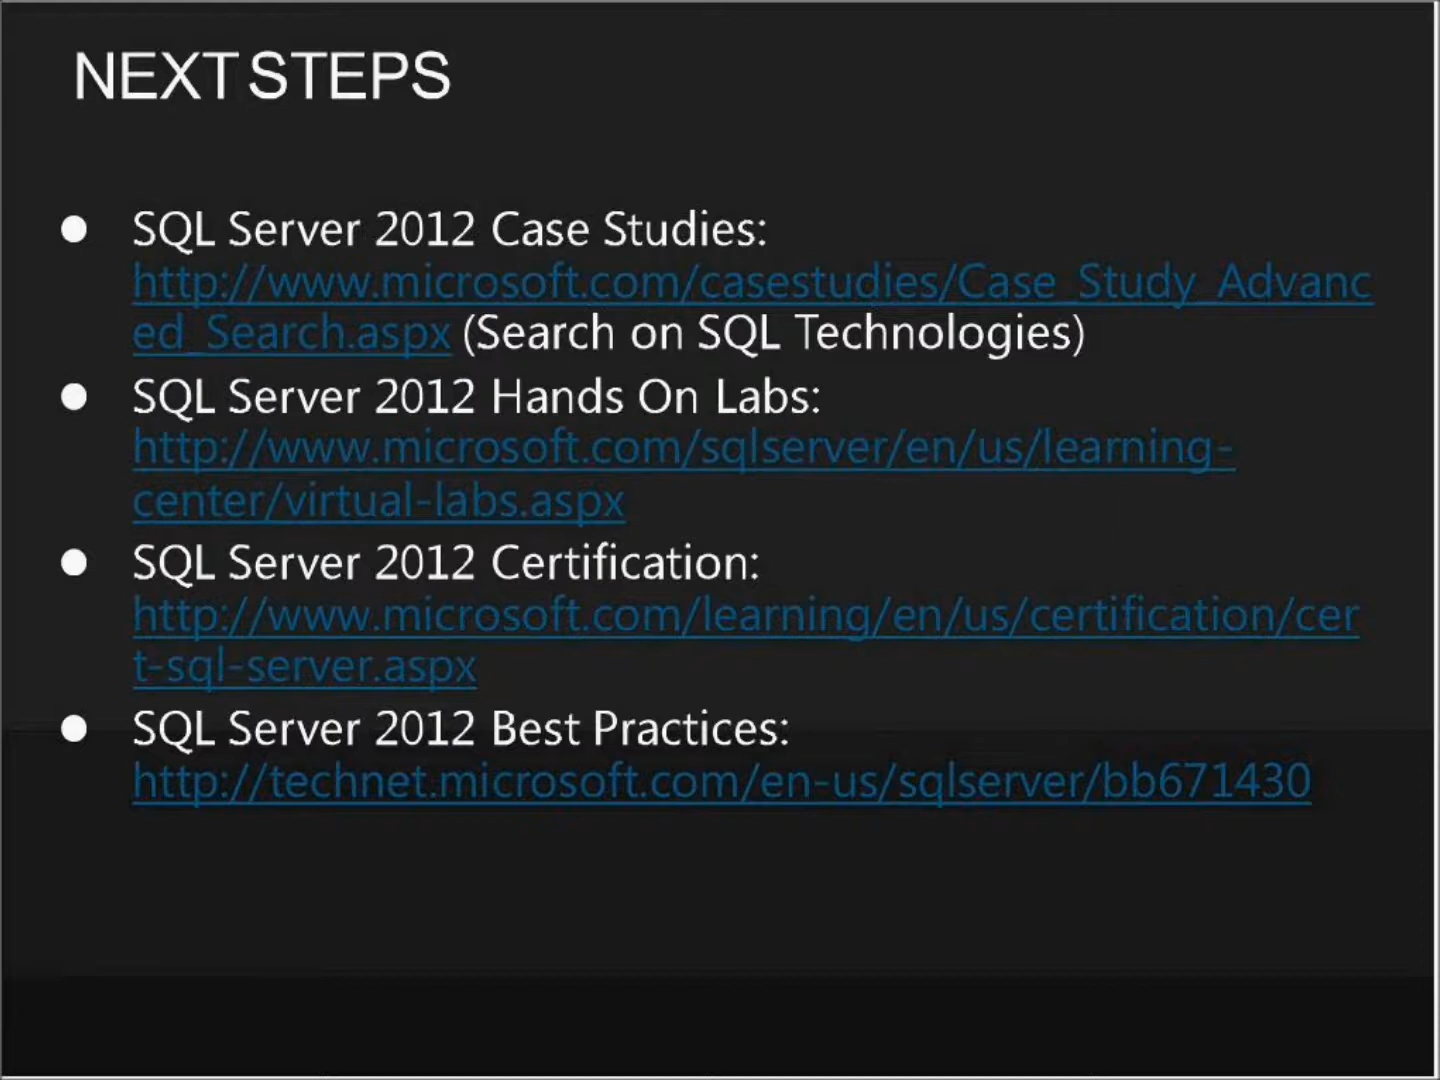 NEXT STEPS
SQL Server 2012 Case Studies:
http://www.microsoft.com/casestudies/Case_Study_Advanc
ed_Search.aspx (Search on SQL Technologies)
SQL Server 2012 Hands On Labs:
http://www.microsoft.com/sqlserver/en/us/learning-
center/virtual-labs.aspx
SQL Server 2012 Certification:
http://www.microsoft.com/learning/en/us/certification/cer
t-sql-server.aspx
SQL Server 2012 Best Practices:
http://technet.microsoft.com/en-us/sqlserver/bb671430